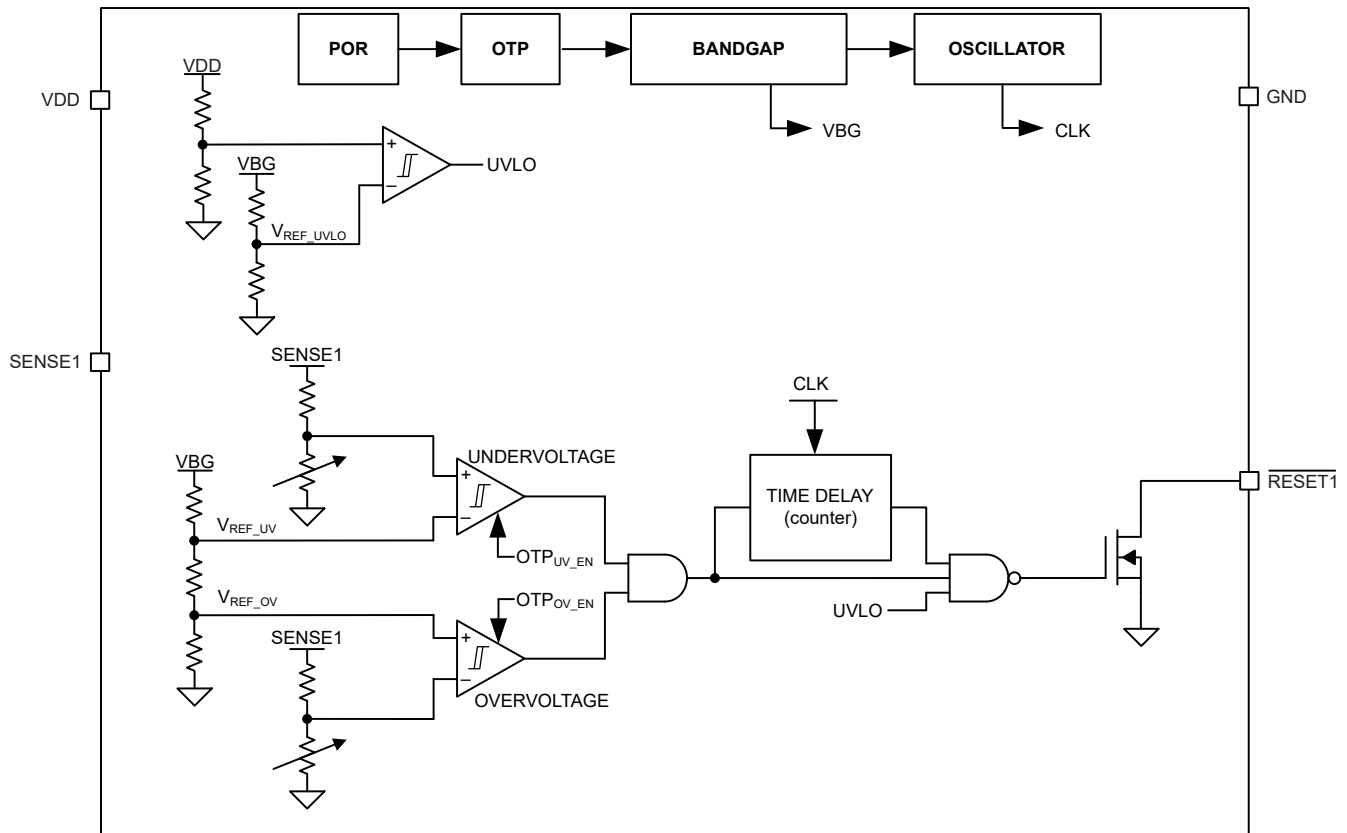 POR
OTP
BANDGAP
OSCILLATOR
VDD
VDD
GND
VBG
CLK
+
UVLO
VBG
−
VREF_UVLO
SENSE1
SENSE1
CLK
VBG
UNDERVOLTAGE
+
TIME DELAY
(counter)
RESET1
VREF_UV
−
OTPUV_EN
VREF_OV
OTPOV_EN
UVLO
SENSE1
+
−
OVERVOLTAGE